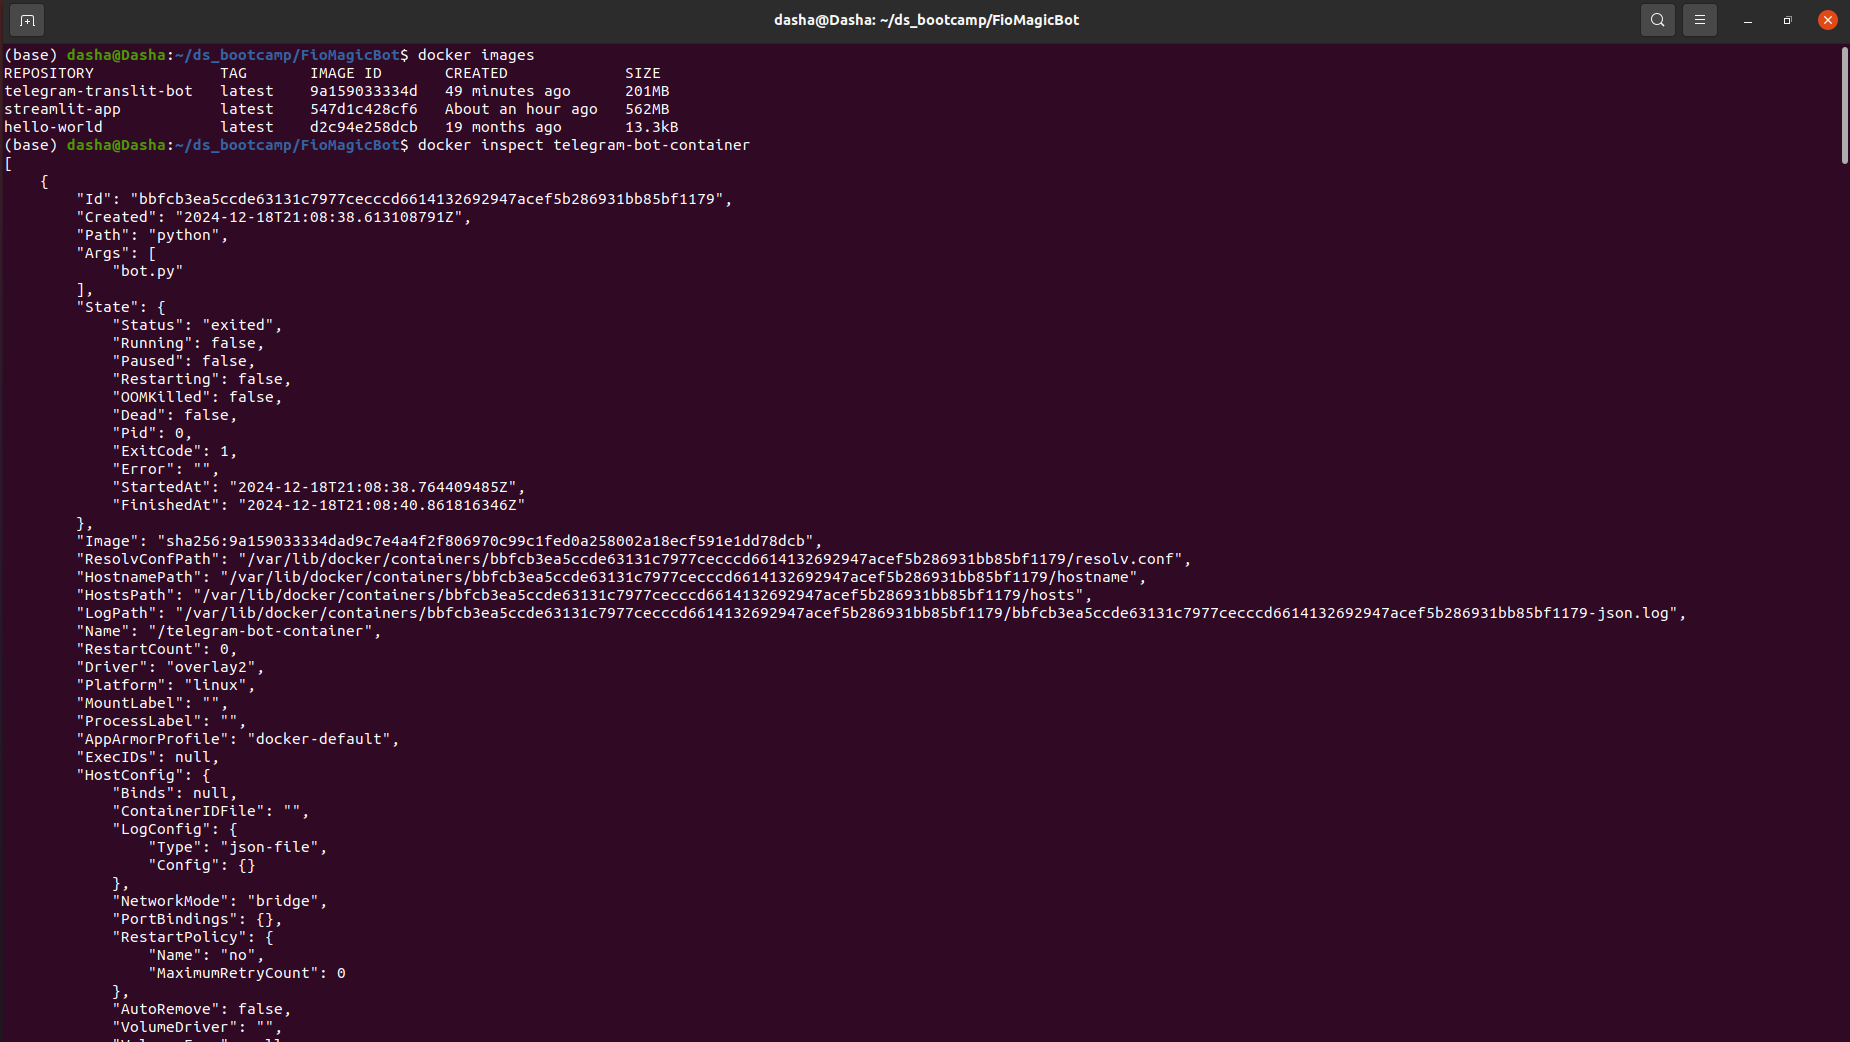 dasha@Dasha: ~/ds_bootcamp/FioMagicBot
(base) dasha@Dasha:~/ds_bootcamp/FioMagicBot$ docker images
REPOSITORY              TAG       IMAGE ID       CREATED             SIZE
telegram-translit-bot   latest    9a159033334d   49 minutes ago      201MB
streamlit-app           latest    547d1c428cf6   About an hour ago   562MB
hello-world             latest    d2c94e258dcb   19 months ago       13.3kB
(base) dasha@Dasha:~/ds_bootcamp/FioMagicBot$ docker inspect telegram-bot-container
[
    {
        "Id": "bbfcb3ea5ccde63131c7977cecccd6614132692947acef5b286931bb85bf1179",
        "Created": "2024-12-18T21:08:38.613108791Z",
        "Path": "python",
        "Args": [
            "bot.py"
        ],
        "State": {
            "Status": "exited",
            "Running": false,
            "Paused": false,
            "Restarting": false,
            "OOMKilled": false,
            "Dead": false,
            "Pid": 0,
            "ExitCode": 1,
            "Error": "",
            "StartedAt": "2024-12-18T21:08:38.764409485Z",
            "FinishedAt": "2024-12-18T21:08:40.861816346Z"
        },
        "Image": "sha256:9a159033334dad9c7e4a4f2f806970c99c1fed0a258002a18ecf591e1dd78dcb",
        "ResolvConfPath": "/var/lib/docker/containers/bbfcb3ea5ccde63131c7977cecccd6614132692947acef5b286931bb85bf1179/resolv.conf",
        "HostnamePath": "/var/lib/docker/containers/bbfcb3ea5ccde63131c7977cecccd6614132692947acef5b286931bb85bf1179/hostname",
        "HostsPath": "/var/lib/docker/containers/bbfcb3ea5ccde63131c7977cecccd6614132692947acef5b286931bb85bf1179/hosts",
        "LogPath": "/var/lib/docker/containers/bbfcb3ea5ccde63131c7977cecccd6614132692947acef5b286931bb85bf1179/bbfcb3ea5ccde63131c7977cecccd6614132692947acef5b286931bb85bf1179-json.log",
        "Name": "/telegram-bot-container",
        "RestartCount": 0,
        "Driver": "overlay2",
        "Platform": "linux",
        "MountLabel": "",
        "ProcessLabel": "",
        "AppArmorProfile": "docker-default",
        "ExecIDs": null,
        "HostConfig": {
            "Binds": null,
            "ContainerIDFile": "",
            "LogConfig": {
                "Type": "json-file",
                "Config": {}
            },
            "NetworkMode": "bridge",
            "PortBindings": {},
            "RestartPolicy": {
                "Name": "no",
                "MaximumRetryCount": 0
            },
            "AutoRemove": false,
            "VolumeDriver": "",